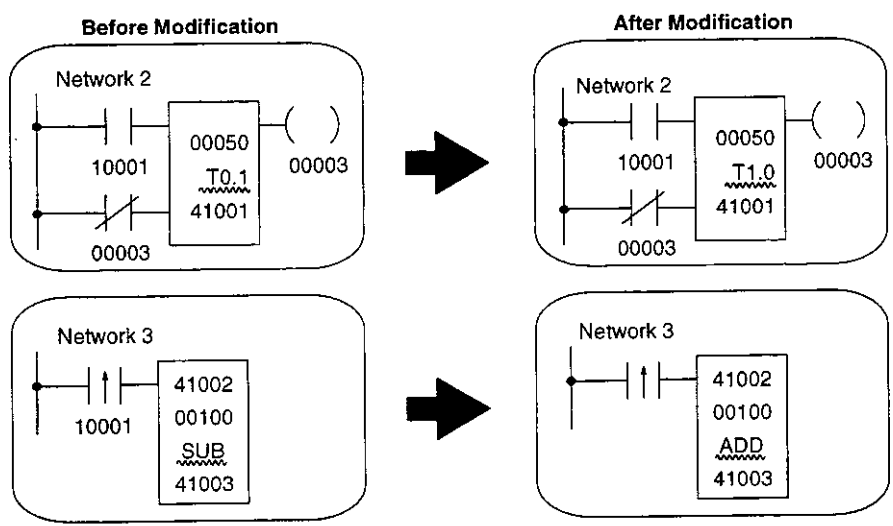 Before Modification
After Modification
Network 2
00050
T0.1
41001
10001
00003
00003
Network 2
00050
T1.0
41001
10001
00003
00003
Network 3
41002
00100
SUB
41003
10001
Network 3
41002
00100
ADD
41003